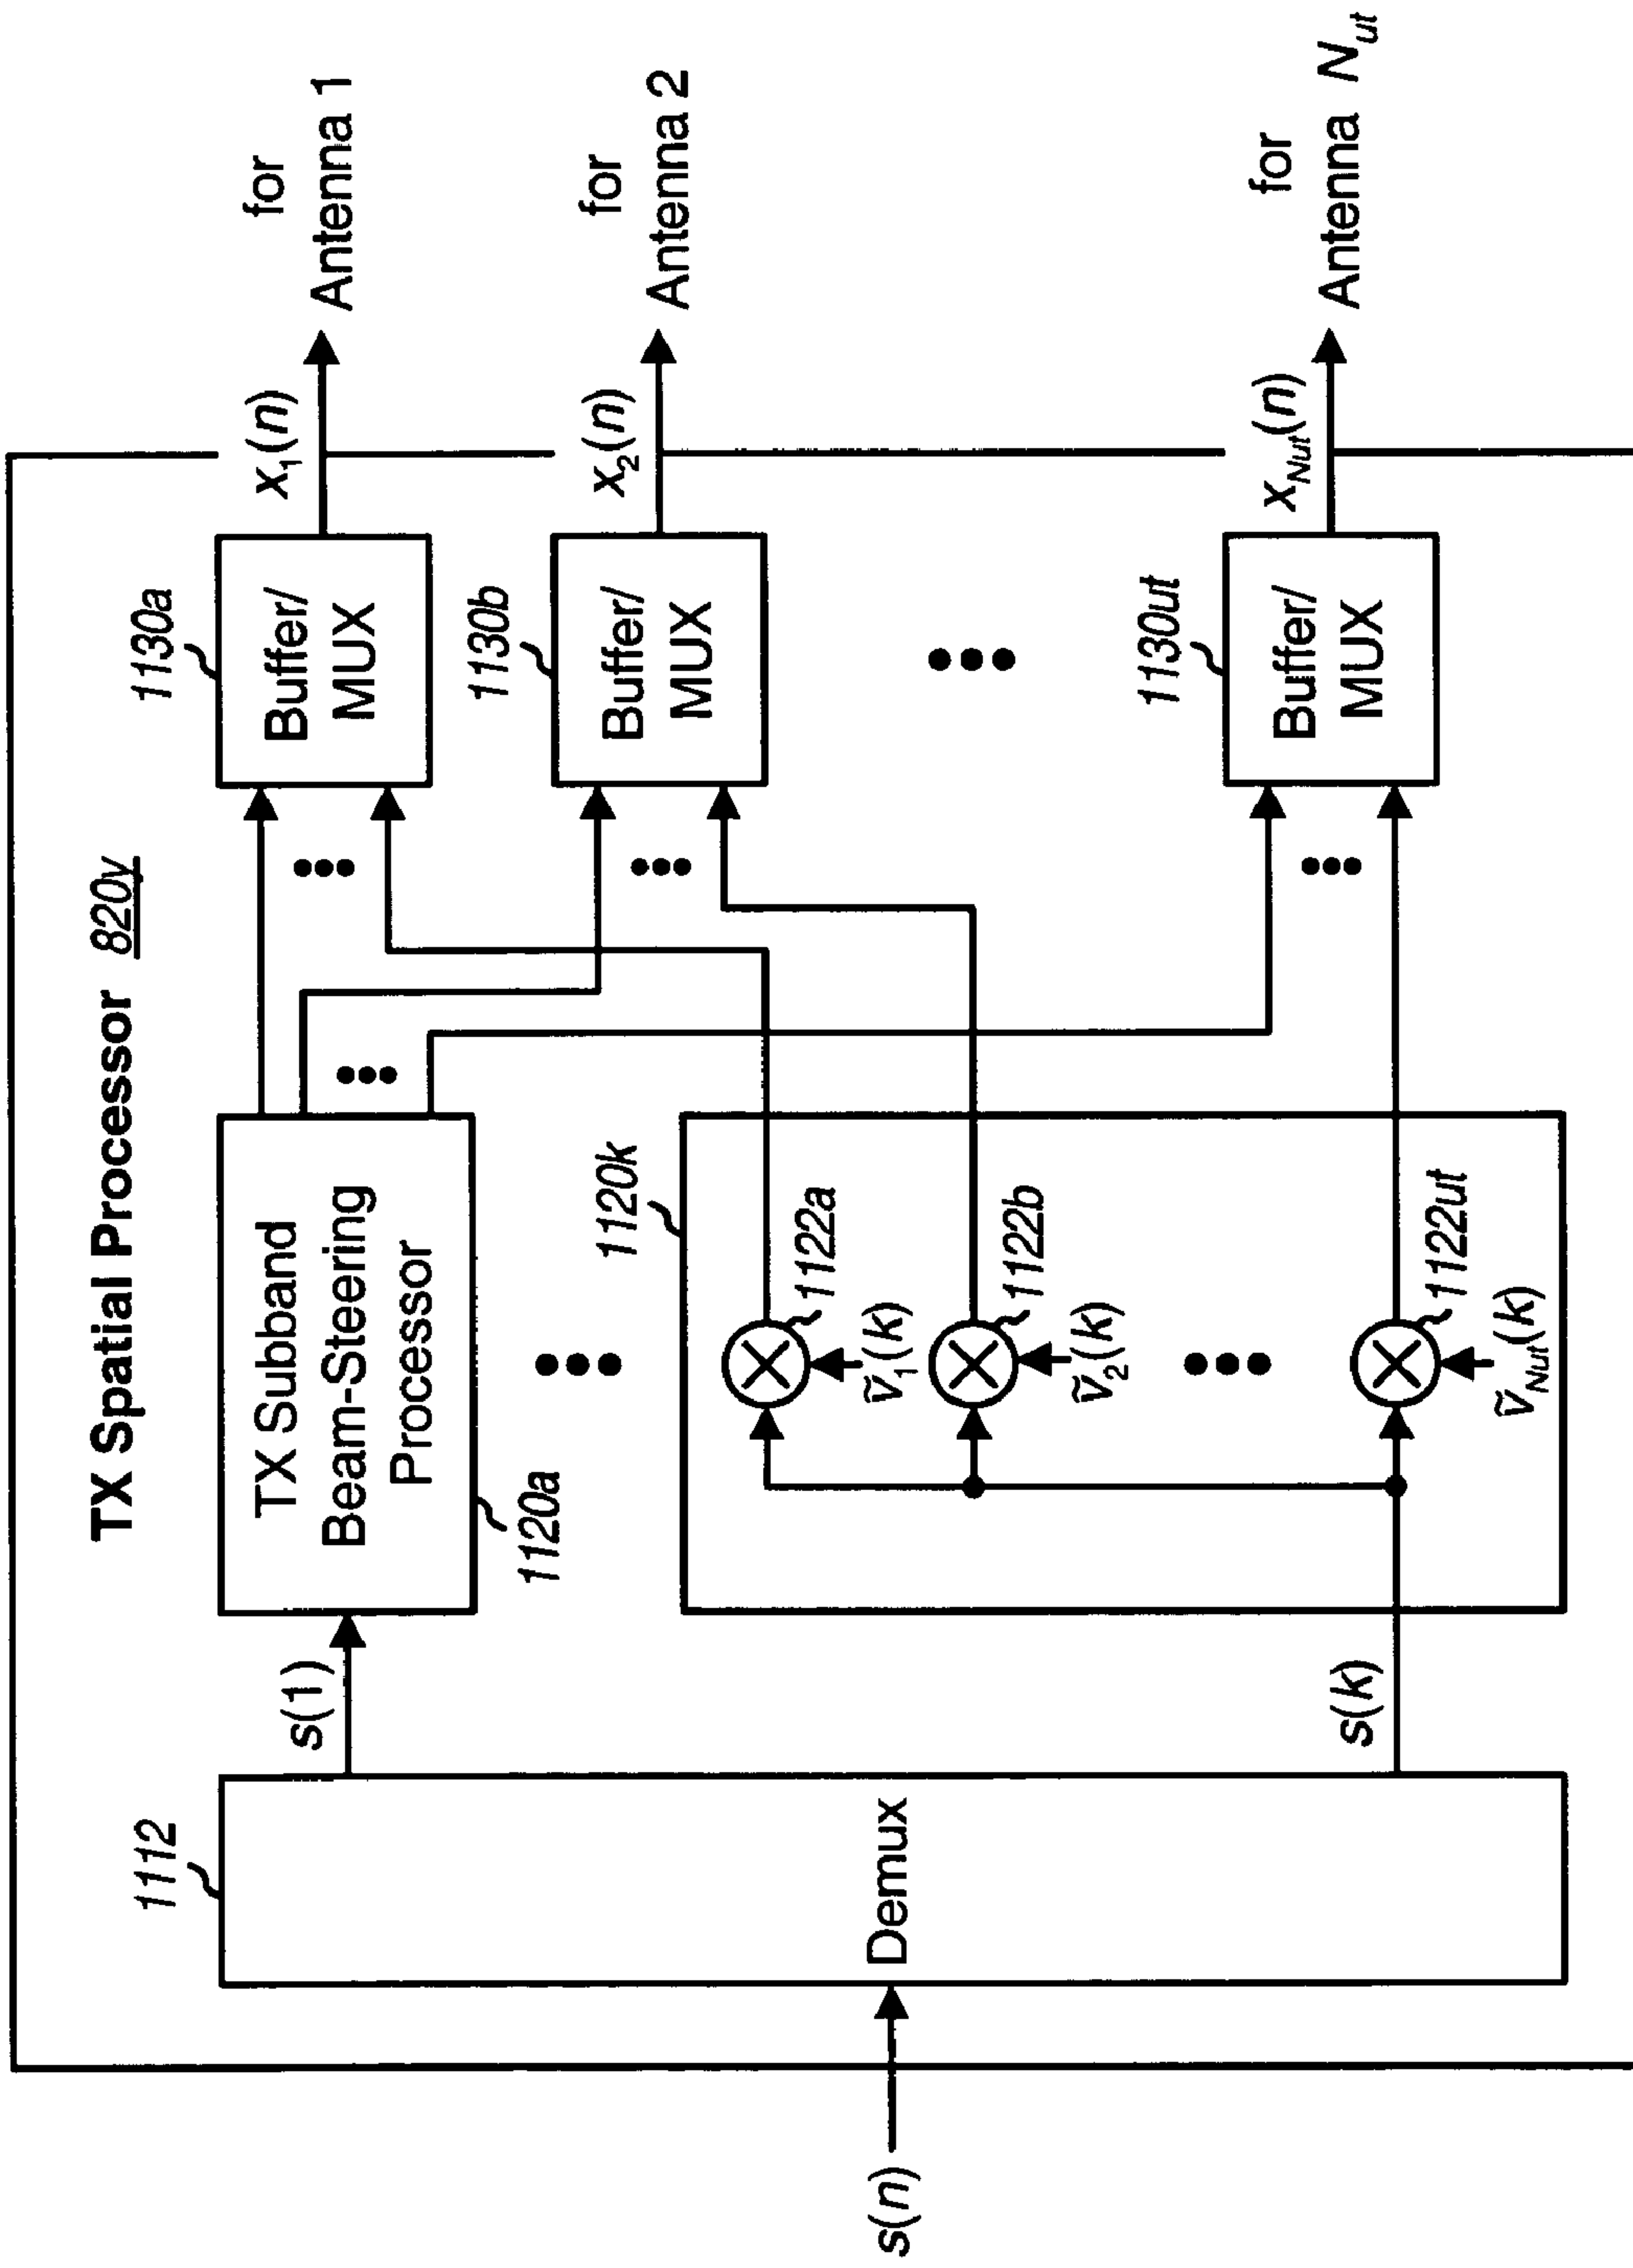 TX Spatial Processor 820y
1112
s(n)
Demux
s(1)
s(k)
TX Subband
Beam-Steering
Processor
1120a
1120k
1122a
ṽ₁(k)
1122b
ṽ₂(k)
1122ut
ṽNut(k)
1130a
Buffer/
MUX
x₁(n)
for
Antenna 1
1130b
Buffer/
MUX
x₂(n)
for
Antenna 2
1130ut
Buffer/
MUX
xNut(n)
for
Antenna Nut